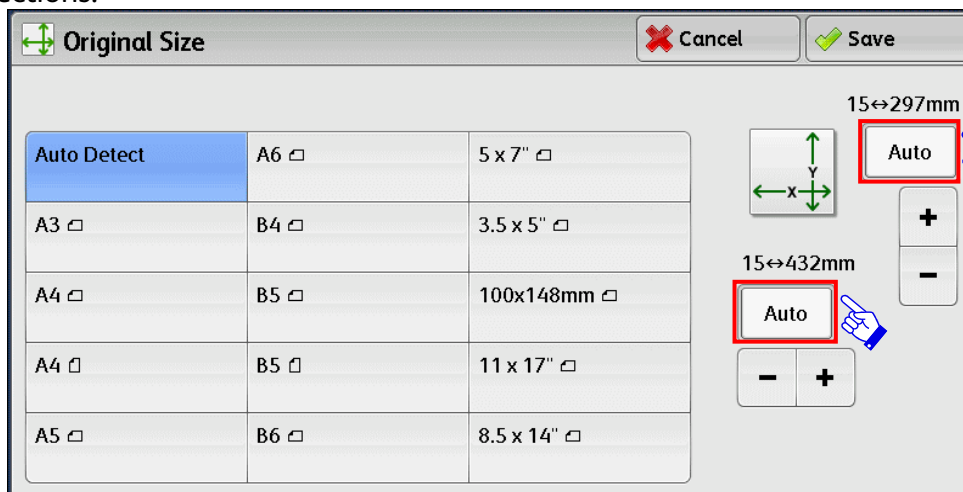 ections.
Original Size
Cancel
Save
15↔297mm
Auto Detect
A6
5 x 7"
Auto
Y
X
+
A3
B4
3.5 x 5"
15↔432mm
−
A4
B5
100x148mm
Auto
A4
B5
11 x 17"
− +
A5
B6
8.5 x 14"